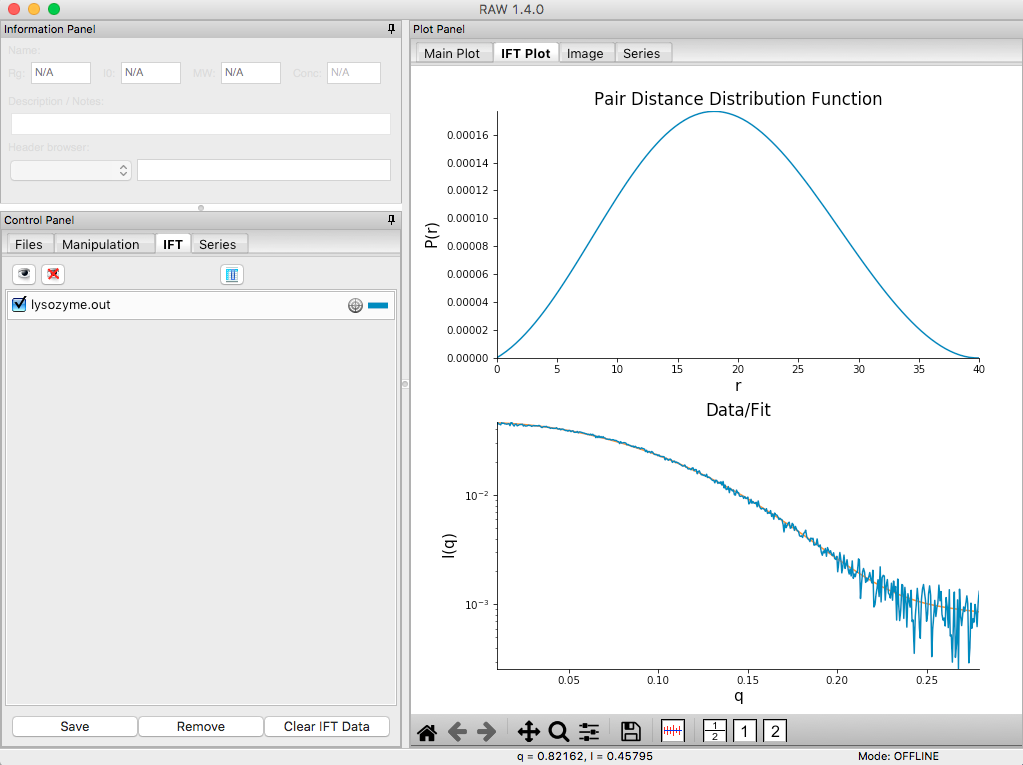 RAW 1.4.0
Information Panel
Name:
Rg: N/A I0: N/A MW: N/A Conc: N/A
Description / Notes:
Header browser:
Control Panel
Files Manipulation IFT Series
lysozyme.out
Save Remove Clear IFT Data
Plot Panel
Main Plot IFT Plot Image Series
Pair Distance Distribution Function
P(r)
0.00016
0.00014
0.00012
0.00010
0.00008
0.00006
0.00004
0.00002
0.00000
0 5 10 15 20 25 30 35 40
r
Data/Fit
I(q)
10⁻²
10⁻³
0.05 0.10 0.15 0.20 0.25
q
1
2
1
2
q = 0.82162, I = 0.45795 Mode: OFFLINE